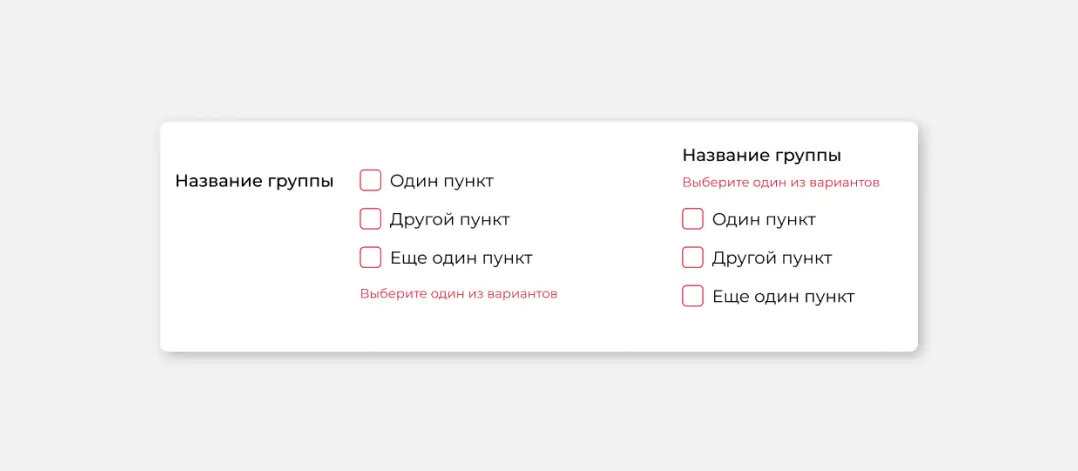 Название группы
Один пункт
Другой пункт
Еще один пункт
Выберите один из вариантов
Название группы
Выберите один из вариантов
Один пункт
Другой пункт
Еще один пункт